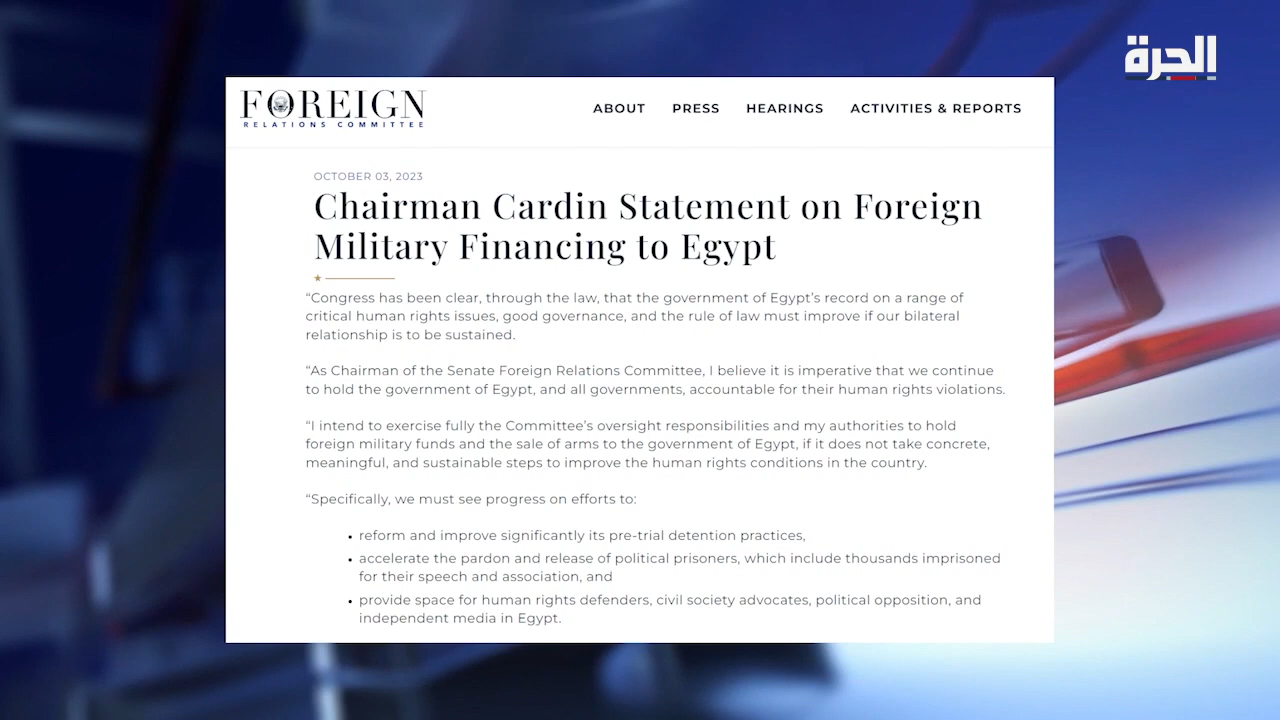 الحرة
FOREIGN
RELATIONS COMMITTEE
ABOUT PRESS HEARINGS ACTIVITIES & REPORTS
OCTOBER 03, 2023
Chairman Cardin Statement on Foreign
Military Financing to Egypt
“Congress has been clear, through the law, that the government of Egypt’s record on a range of
critical human rights issues, good governance, and the rule of law must improve if our bilateral
relationship is to be sustained.
“As Chairman of the Senate Foreign Relations Committee, I believe it is imperative that we continue
to hold the government of Egypt, and all governments, accountable for their human rights violations.
“I intend to exercise fully the Committee’s oversight responsibilities and my authorities to hold
foreign military funds and the sale of arms to the government of Egypt, if it does not take concrete,
meaningful, and sustainable steps to improve the human rights conditions in the country.
“Specifically, we must see progress on efforts to:
• reform and improve significantly its pre-trial detention practices,
• accelerate the pardon and release of political prisoners, which include thousands imprisoned
for their speech and association, and
• provide space for human rights defenders, civil society advocates, political opposition, and
independent media in Egypt.